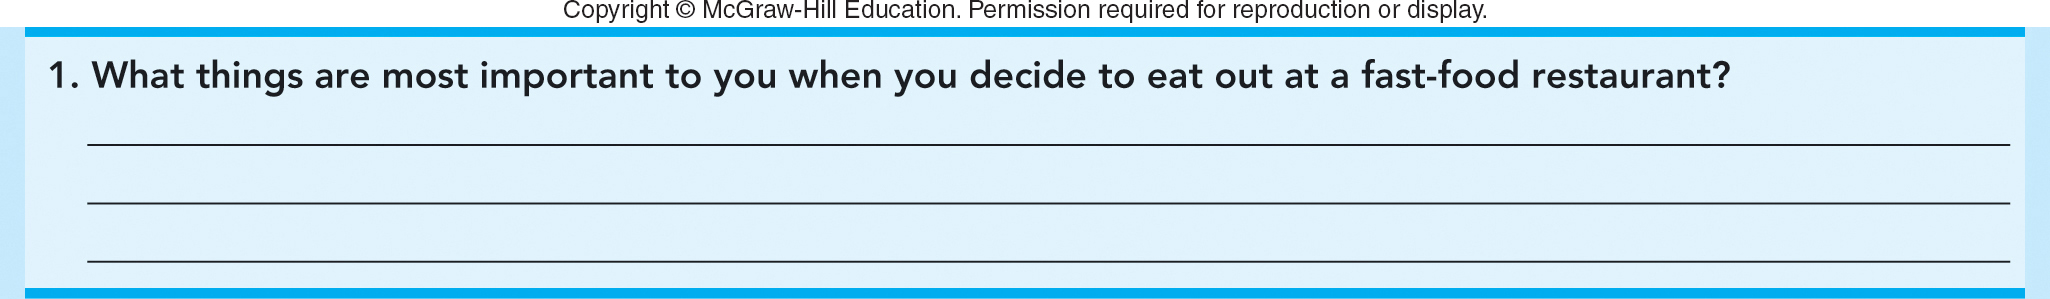 Copyright © McGraw-Hill Education. Permission required for reproduction or display.
1. What things are most important to you when you decide to eat out at a fast-food restaurant?